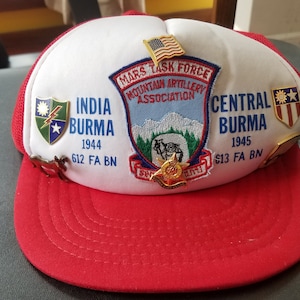 MARS TASK FORCE
MOUNTAIN ARTILLERY
ASSOCIATION
INDIA
BURMA
1944
612 FA BN
CENTRAL
BURMA
1945
613 FA BN